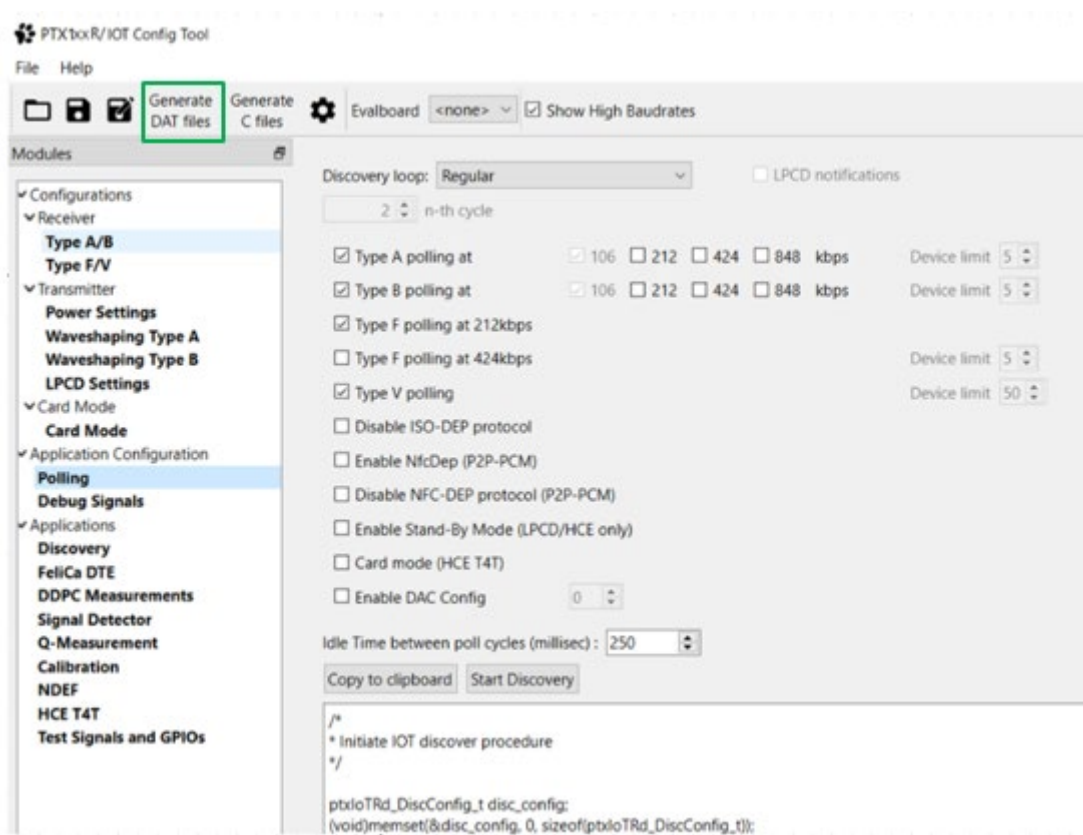 PTX1xxR/IOT Config Tool
File Help
Generate DAT files
Generate C files
Evalboard <none> Show High Baudrates
Modules
Configurations
Receiver
Type A/B
Type F/V
Transmitter
Power Settings
Waveshaping Type A
Waveshaping Type B
LPCD Settings
Card Mode
Card Mode
Application Configuration
Polling
Debug Signals
Applications
Discovery
FeliCa DTE
DDPC Measurements
Signal Detector
Q-Measurement
Calibration
NDEF
HCE T4T
Test Signals and GPIOs
Discovery loop: Regular LPCD notifications
2 n-th cycle
Type A polling at 106 212 424 848 kbps Device limit 5
Type B polling at 106 212 424 848 kbps Device limit 5
Type F polling at 212kbps
Type F polling at 424kbps Device limit 5
Type V polling Device limit 50
Disable ISO-DEP protocol
Enable NfcDep (P2P-PCM)
Disable NFC-DEP protocol (P2P-PCM)
Enable Stand-By Mode (LPCD/HCE only)
Card mode (HCE T4T)
Enable DAC Config 0
Idle Time between poll cycles (millisec) : 250
Copy to clipboard Start Discovery
/*
* Initiate IOT discover procedure
*/
ptxIoTRd_DiscConfig_t disc_config;
(void)memset(&disc_config, 0, sizeof(ptxIoTRd_DiscConfig_t));